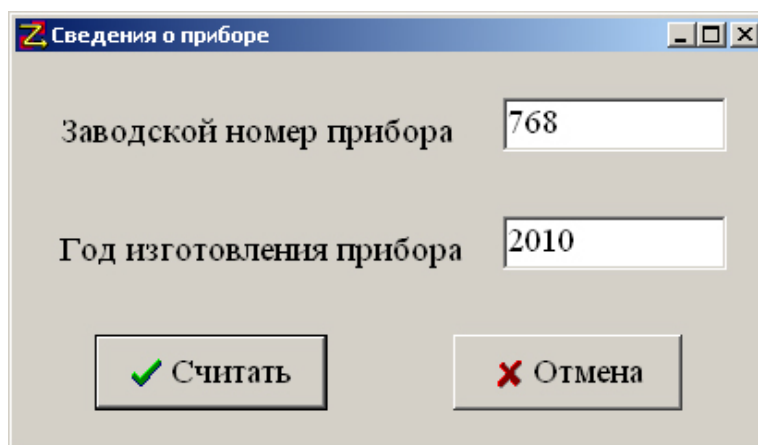 Сведения о приборе
Заводской номер прибора 768
Год изготовления прибора 2010
Считать Отмена